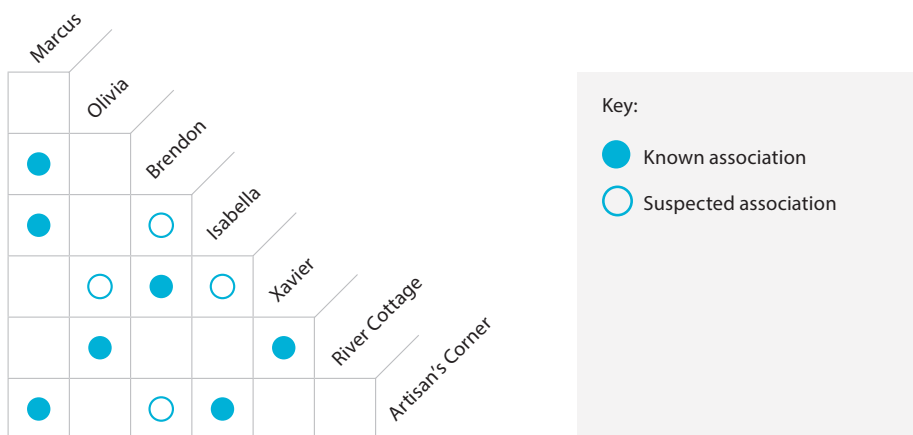 Marcus
Olivia
Brendon
Isabella
Xavier
River Cottage
Artisan's Corner
Key:
Known association
Suspected association